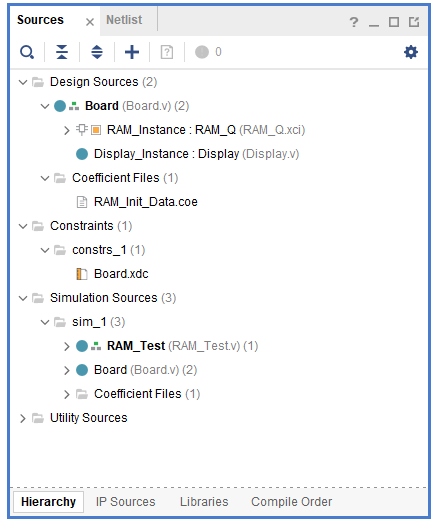 Sources × Netlist ? _
0
Design Sources (2)
Board (Board.v) (2)
RAM_Instance : RAM_Q (RAM_Q.xci)
Display_Instance : Display (Display.v)
Coefficient Files (1)
RAM_Init_Data.coe
Constraints (1)
constrs_1 (1)
Board.xdc
Simulation Sources (3)
sim_1 (3)
RAM_Test (RAM_Test.v) (1)
Board (Board.v) (2)
Coefficient Files (1)
Utility Sources
Hierarchy IP Sources Libraries Compile Order